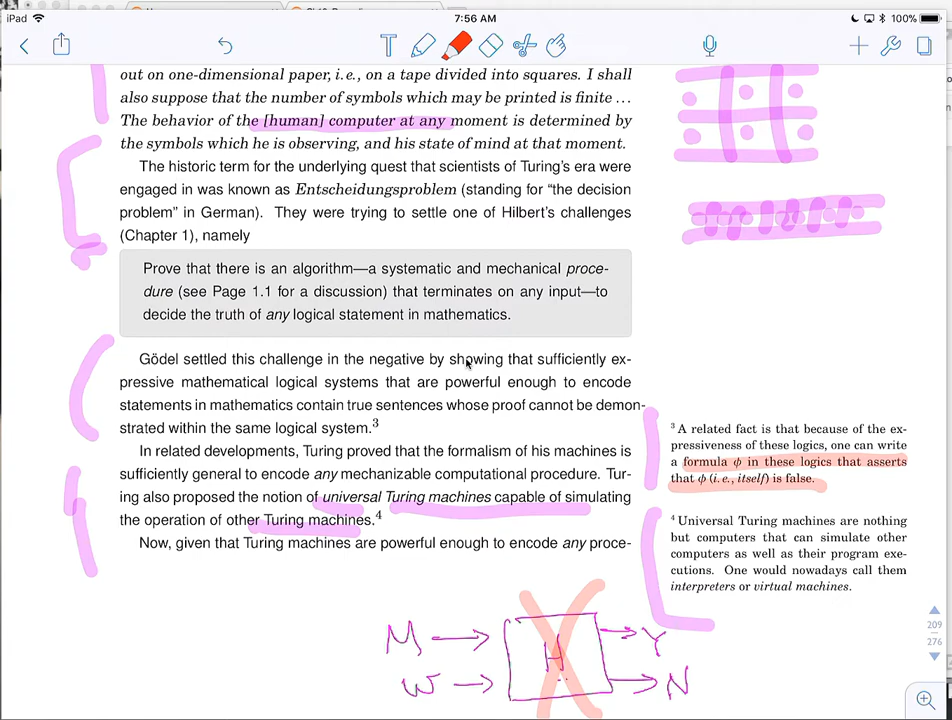 iPad
7:56 AM
100%
T
out on one-dimensional paper, i.e., on a tape divided into squares. I shall
also suppose that the number of symbols which may be printed is finite ...
The behavior of the [human] computer at any moment is determined by
the symbols which he is observing, and his state of mind at that moment.
The historic term for the underlying quest that scientists of Turing's era were
engaged in was known as Entscheidungsproblem (standing for “the decision
problem” in German). They were trying to settle one of Hilbert's challenges
(Chapter 1), namely
Prove that there is an algorithm—a systematic and mechanical proce-
dure (see Page 1.1 for a discussion) that terminates on any input—to
decide the truth of any logical statement in mathematics.
Gödel settled this challenge in the negative by showing that sufficiently ex-
pressive mathematical logical systems that are powerful enough to encode
statements in mathematics contain true sentences whose proof cannot be demon-
strated within the same logical system.3
In related developments, Turing proved that the formalism of his machines is
sufficiently general to encode any mechanizable computational procedure. Tur-
ing also proposed the notion of universal Turing machines capable of simulating
the operation of other Turing machines.4
Now, given that Turing machines are powerful enough to encode any proce-
3 A related fact is that because of the ex-
pressiveness of these logics, one can write
a formula ϕ in these logics that asserts
that ϕ (i.e., itself) is false.
4 Universal Turing machines are nothing
but computers that can simulate other
computers as well as their program exe-
cutions. One would nowadays call them
interpreters or virtual machines.
209
276
M H Y
W N